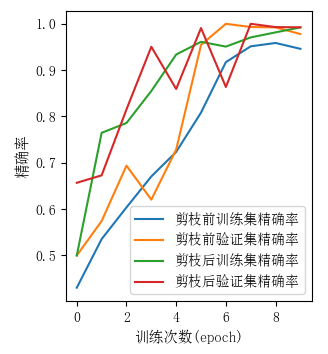 1.0
0.9
0.8
0.7
0.6
0.5
精确率
剪枝前训练集精确率
剪枝前验证集精确率
剪枝后训练集精确率
剪枝后验证集精确率
0 2 4 6 8
训练次数(epoch)